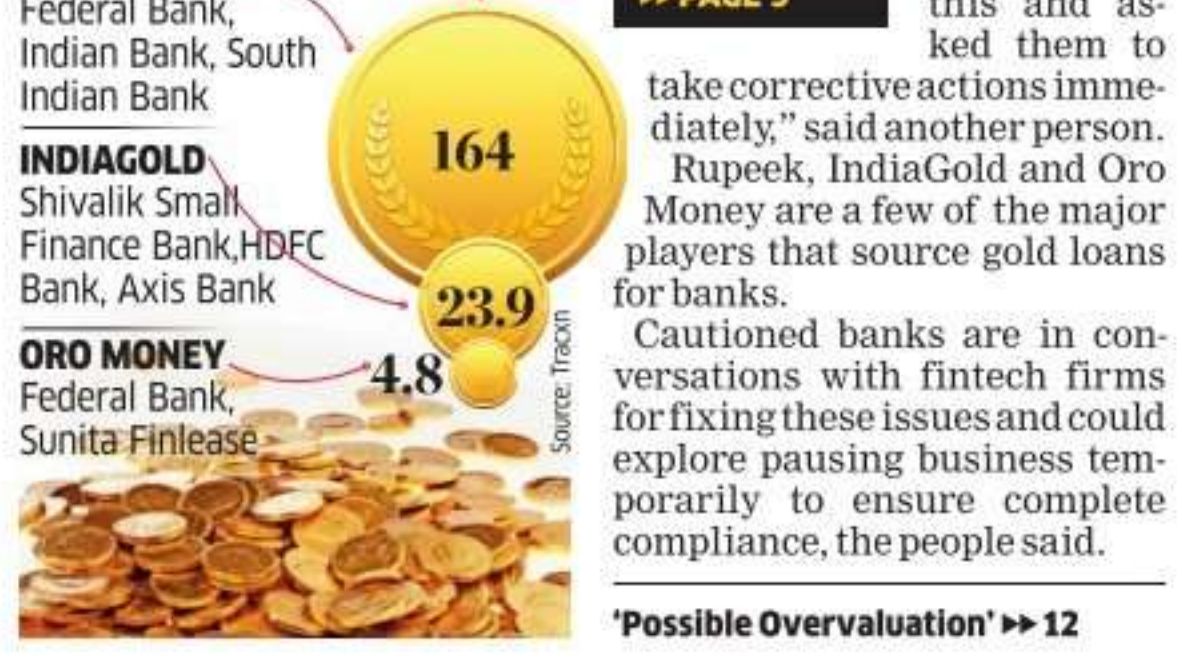 Federal Bank,
Indian Bank, South
Indian Bank
164
INDIAGOLD
Shivalik Small
Finance Bank,HDFC
Bank, Axis Bank
23.9
ORO MONEY
4.8
Federal Bank,
Sunita Finlease
Source: Tracxn
▸▸ PAGE 5
this and as-
ked them to
take corrective actions imme-
diately,” said another person.
Rupeek, IndiaGold and Oro
Money are a few of the major
players that source gold loans
for banks.
Cautioned banks are in con-
versations with fintech firms
for fixing these issues and could
explore pausing business tem-
porarily to ensure complete
compliance, the people said.
‘Possible Overvaluation’ ▸▸ 12